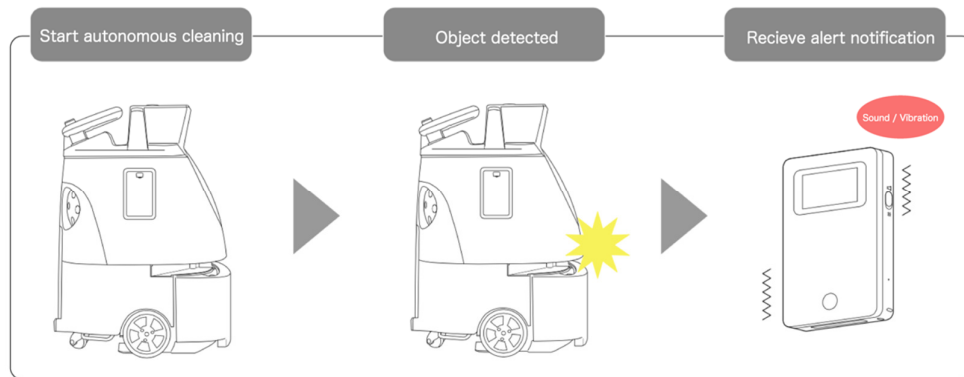 Start autonomous cleaning
Object detected
Recieve alert notification
Sound / Vibration